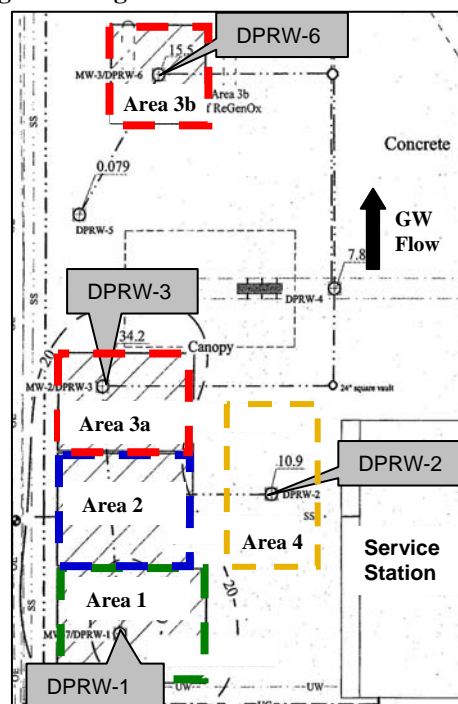 DPRW-6
15.5
MW-3/DPRW-6
Area 3b
Area 3b
f ReGenOx
Concrete
SS
0.079
GW
Flow
DPRW-5
7.8
DPRW-3
DPRW-4
34.2
Canopy
20
MW-2/DPRW-3
24" square vault
Area 3a
10.9
DPRW-2
DPRW-2
Area 2
SS
Area 4
Service
Station
Area 1
20
MW-7/DPRW-1
SS
DPRW-1
UW
UW